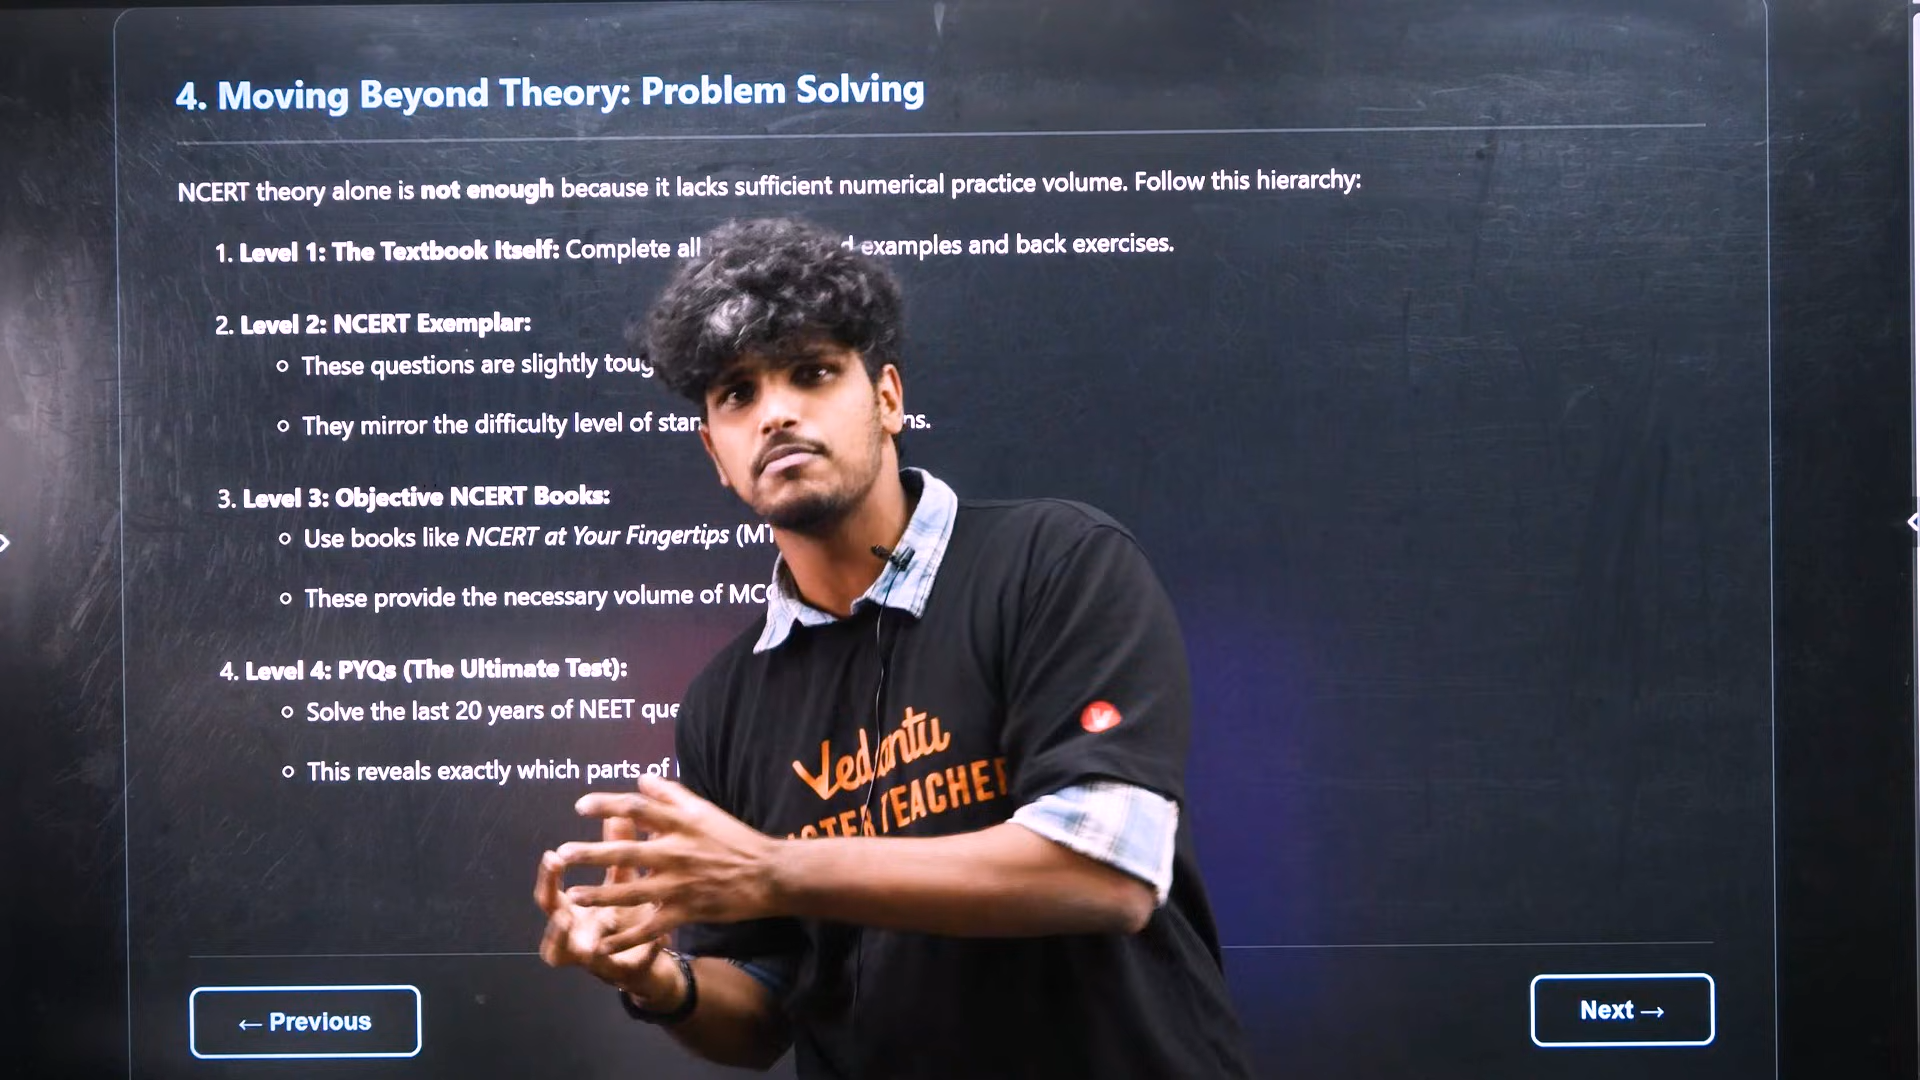 4. Moving Beyond Theory: Problem Solving
NCERT theory alone is not enough because it lacks sufficient numerical practice volume. Follow this hierarchy:
1. Level 1: The Textbook Itself: Complete all examples and back exercises.
2. Level 2: NCERT Exemplar:
These questions are slightly
They mirror the difficulty level of
3. Level 3: Objective NCERT Books:
Use books like NCERT at Your Fingertips
These provide the necessary volume of
4. Level 4: PYQs (The Ultimate Test):
Solve the last 20 years of NEET
This reveals exactly which parts of
Vedantu
TEACHER
← Previous
Next →